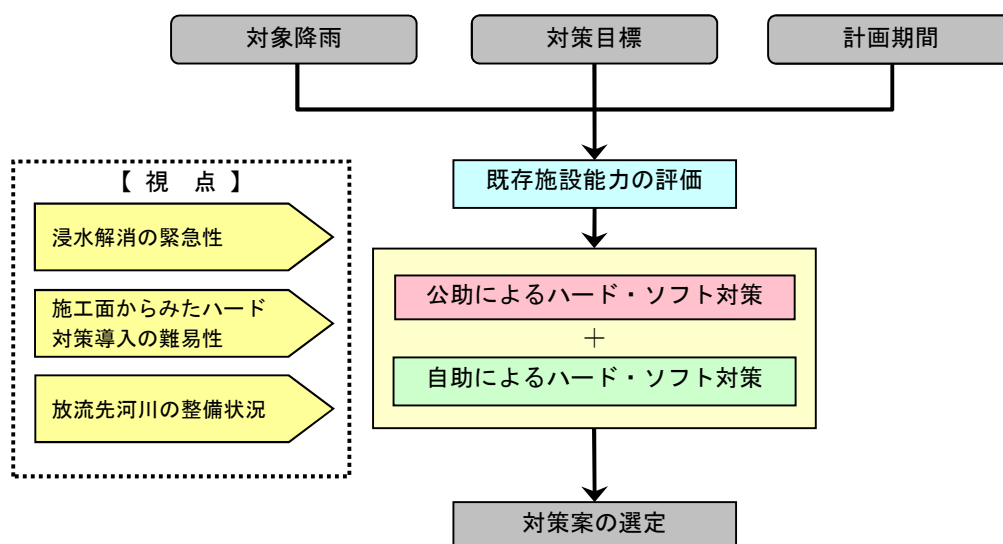 対象降雨
対策目標
計画期間
既存施設能力の評価
【 視 点 】
浸水解消の緊急性
施工面からみたハード
対策導入の難易性
放流先河川の整備状況
公助によるハード・ソフト対策
+
自助によるハード・ソフト対策
対策案の選定